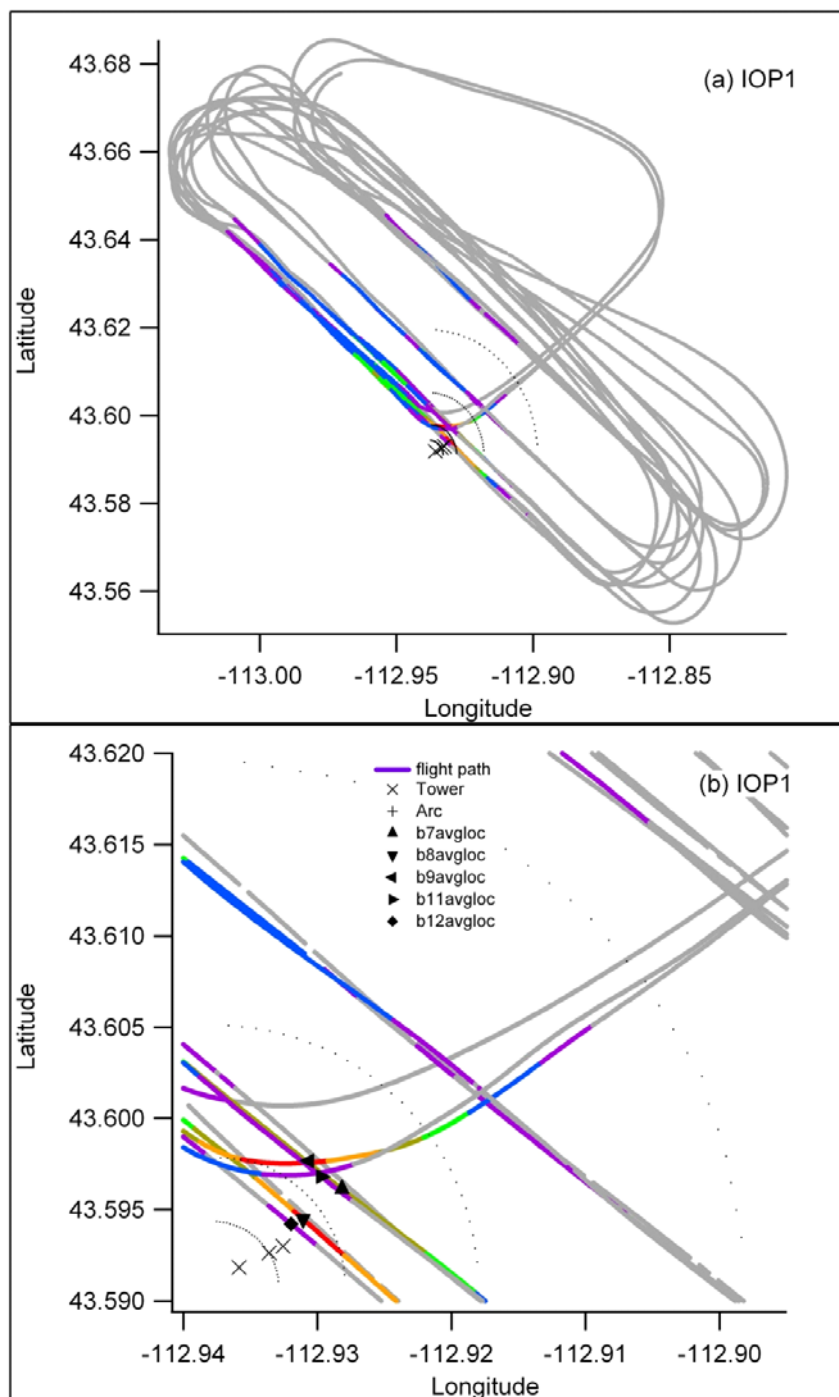 (a) IOP1
43.68
43.66
43.64
43.62
43.60
43.58
43.56
Latitude
-113.00 -112.95 -112.90 -112.85
Longitude
(b) IOP1
43.620
43.615
43.610
43.605
43.600
43.595
43.590
Latitude
flight path
Tower
Arc
b7avgloc
b8avgloc
b9avgloc
b11avgloc
b12avgloc
-112.94 -112.93 -112.92 -112.91 -112.90
Longitude